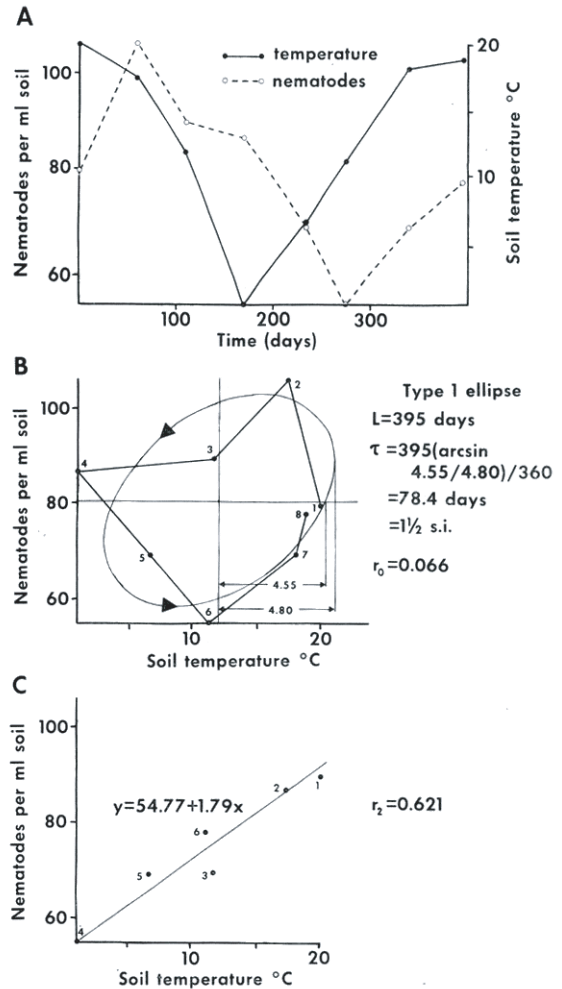 A
temperature
nematodes
Nematodes per ml soil
100
80
60
20
10
Soil temperature °C
100
200
300
Time (days)
B
Nematodes per ml soil
100
80
60
1
2
3
4
5
6
7
8
4.55
4.80
10
20
Soil temperature °C
Type 1 ellipse
L=395 days
τ =395(arcsin
4.55/4.80)/360
=78.4 days
=1½ s.i.
r₀=0.066
C
Nematodes per ml soil
100
80
60
y=54.77+1.79x
1
2
3
4
5
6
10
20
Soil temperature °C
r₂=0.621